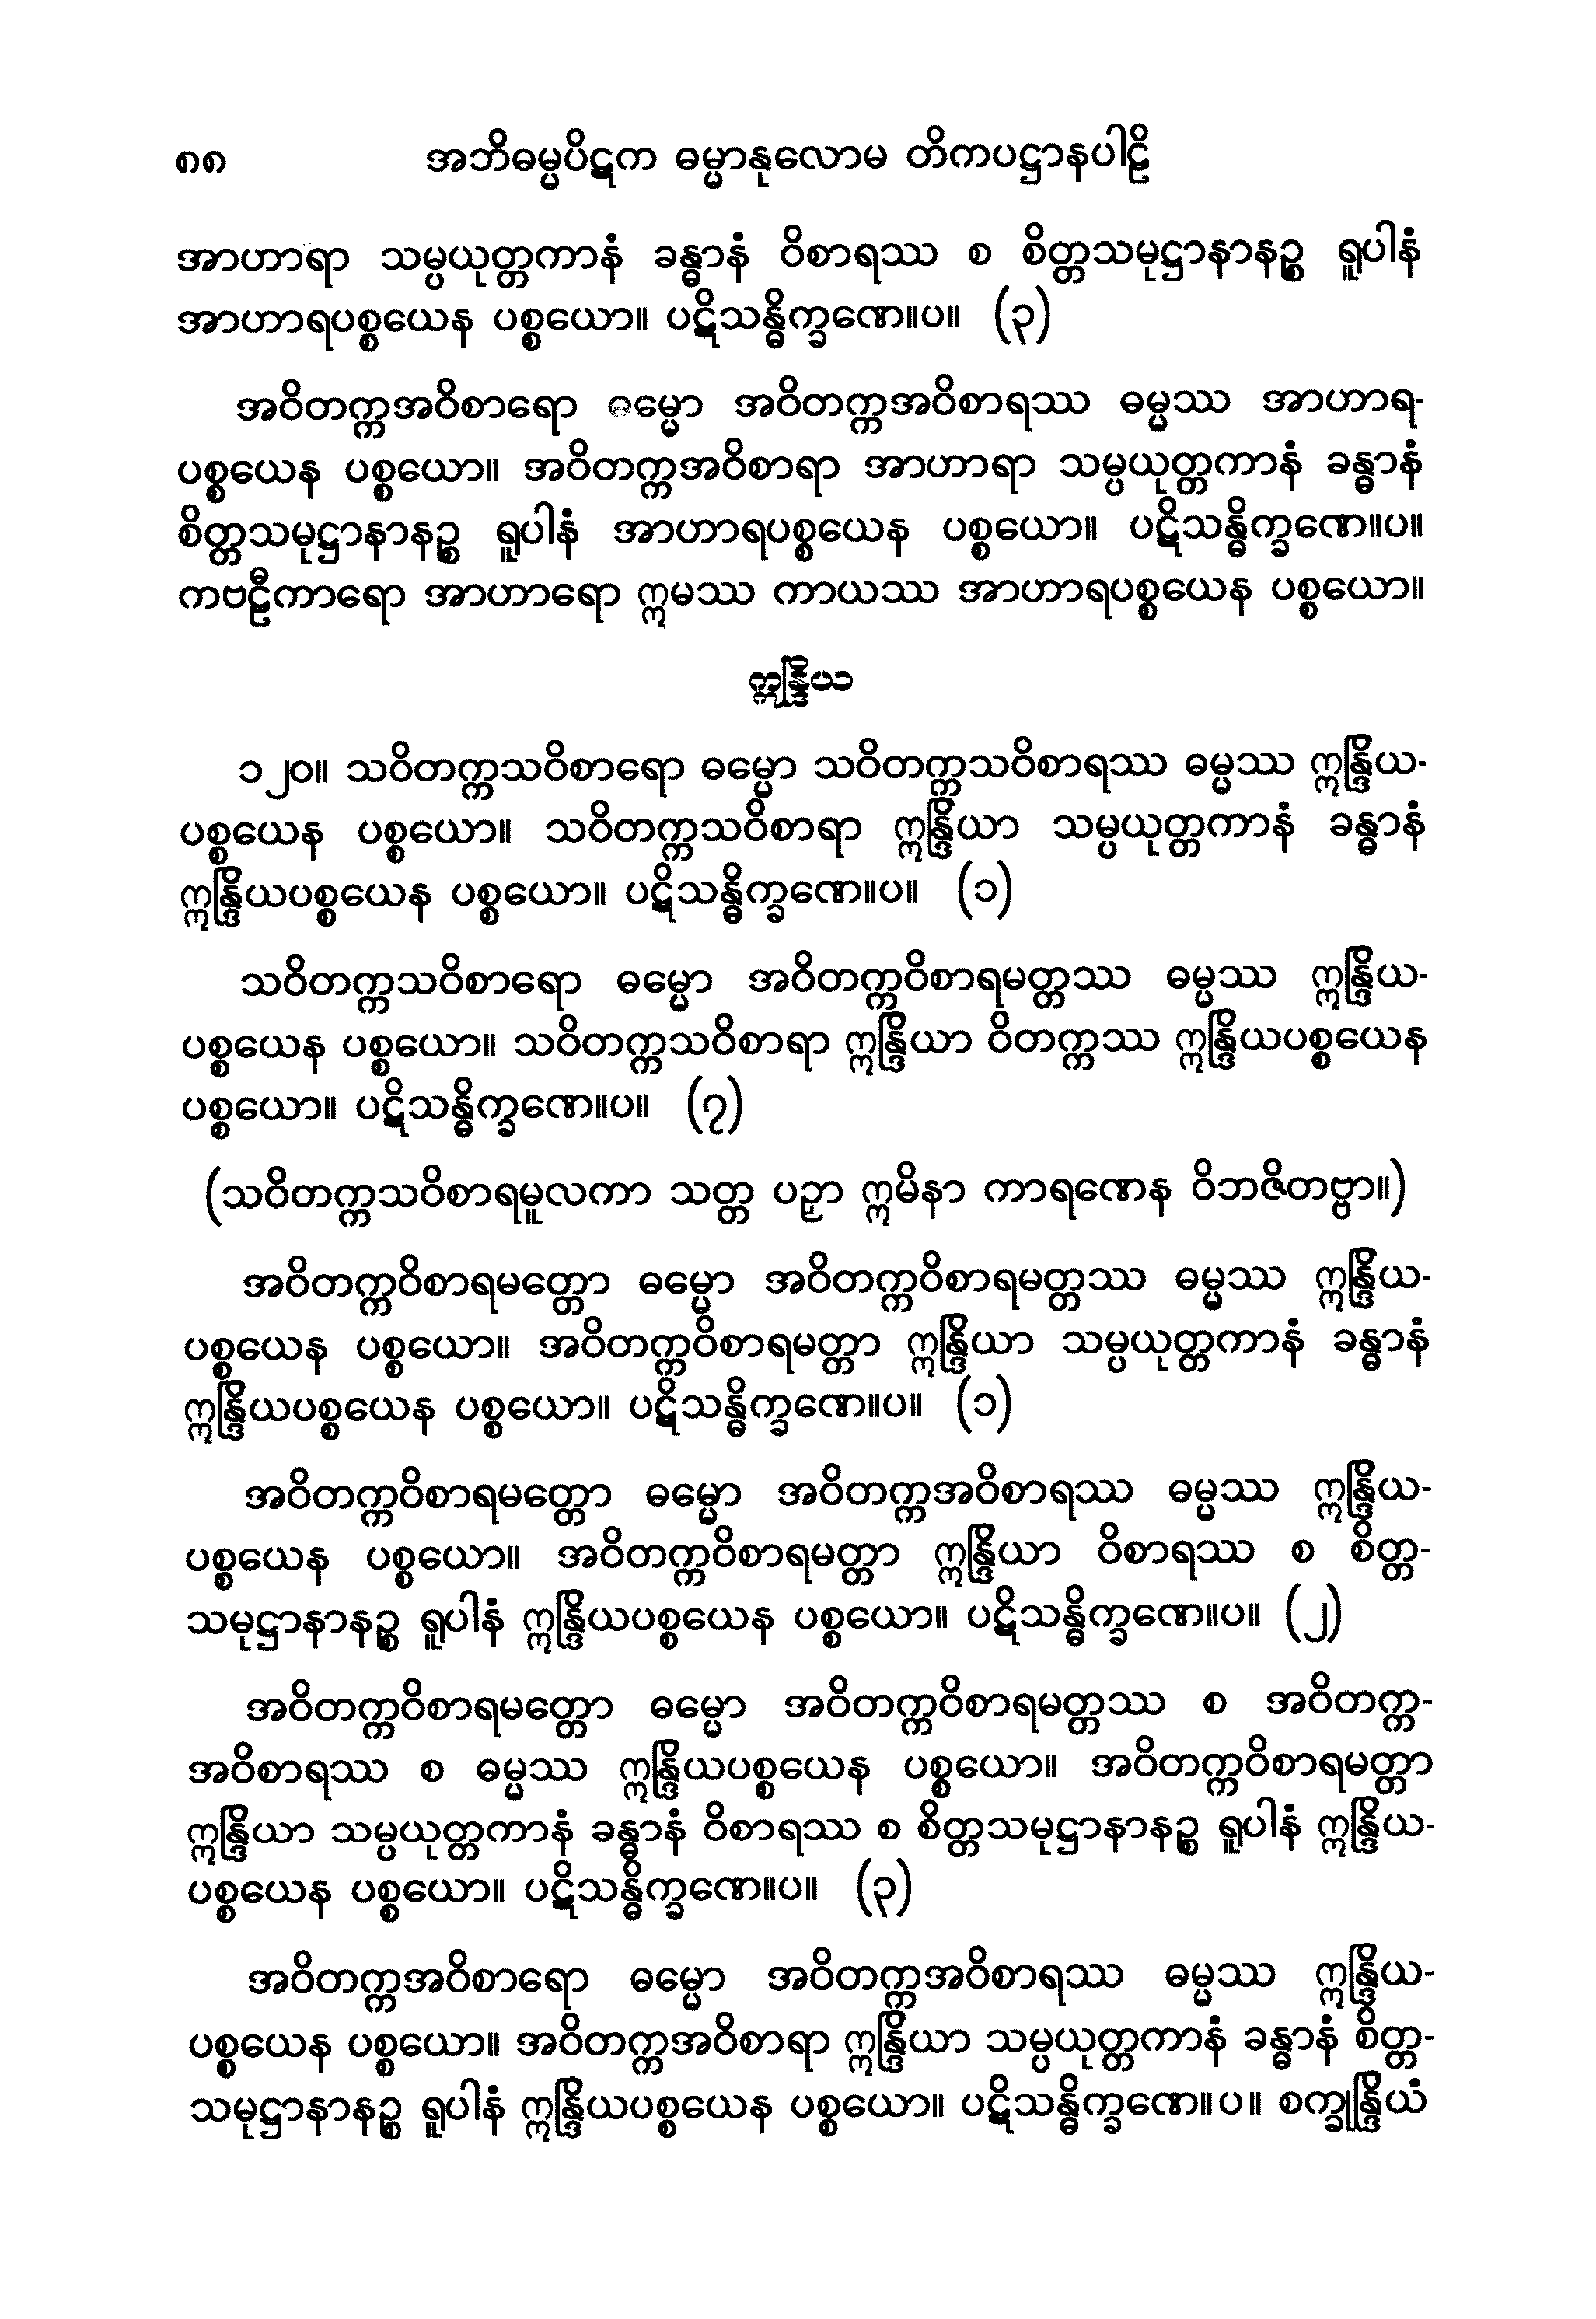 ၈၈ အဘိဓမ္မပိဋက ဓမ္မာနုလောမ တိကပဋ္ဌာနပါဠိ
အာဟာရာ သမ္ပယုတ္တကာနံ ခန္ဓာနံ ဝိစာရဿ စ စိတ္တသမုဋ္ဌာနာနဉ္စ ရူပါနံ
အာဟာရပစ္စယေန ပစ္စယော။ ပဋိသန္ဓိက္ခဏေ။ပ။ (၃)
အဝိတက္ကအဝိစာရော ဓမ္မော အဝိတက္ကအဝိစာရဿ ဓမ္မဿ အာဟာရ-
ပစ္စယေန ပစ္စယော။ အဝိတက္ကအဝိစာရာ အာဟာရာ သမ္ပယုတ္တကာနံ ခန္ဓာနံ
စိတ္တသမုဋ္ဌာနာနဉ္စ ရူပါနံ အာဟာရပစ္စယေန ပစ္စယော။ ပဋိသန္ဓိက္ခဏေ။ပ။
ကဗဠီကာရော အာဟာရော ဣမဿ ကာယဿ အာဟာရပစ္စယေန ပစ္စယော။
ဣန္ဒြိယ
၁၂၀။ သဝိတက္ကသဝိစာရော ဓမ္မော သဝိတက္ကသဝိစာရဿ ဓမ္မဿ ဣန္ဒြိယ-
ပစ္စယေန ပစ္စယော။ သဝိတက္ကသဝိစာရာ ဣန္ဒြိယာ သမ္ပယုတ္တကာနံ ခန္ဓာနံ
ဣန္ဒြိယပစ္စယေန ပစ္စယော။ ပဋိသန္ဓိက္ခဏေ။ပ။ (၁)
သဝိတက္ကသဝိစာရော ဓမ္မော အဝိတက္ကဝိစာရမတ္တဿ ဓမ္မဿ ဣန္ဒြိယ-
ပစ္စယေန ပစ္စယော။ သဝိတက္ကသဝိစာရာ ဣန္ဒြိယာ ဝိတက္ကဿ ဣန္ဒြိယပစ္စယေန
ပစ္စယော။ ပဋိသန္ဓိက္ခဏေ။ပ။ (၇)
(သဝိတက္ကသဝိစာရမူလကာ သတ္တ ပဉှာ ဣမိနာ ကာရဏေန ဝိဘဇိတဗ္ဗာ။)
အဝိတက္ကဝိစာရမတ္တော ဓမ္မော အဝိတက္ကဝိစာရမတ္တဿ ဓမ္မဿ ဣန္ဒြိယ-
ပစ္စယေန ပစ္စယော။ အဝိတက္ကဝိစာရမတ္တာ ဣန္ဒြိယာ သမ္ပယုတ္တကာနံ ခန္ဓာနံ
ဣန္ဒြိယပစ္စယေန ပစ္စယော။ ပဋိသန္ဓိက္ခဏေ။ပ။ (၁)
အဝိတက္ကဝိစာရမတ္တော ဓမ္မော အဝိတက္ကအဝိစာရဿ ဓမ္မဿ ဣန္ဒြိယ-
ပစ္စယေန ပစ္စယော။ အဝိတက္ကဝိစာရမတ္တာ ဣန္ဒြိယာ ဝိစာရဿ စ စိတ္တ-
သမုဋ္ဌာနာနဉ္စ ရူပါနံ ဣန္ဒြိယပစ္စယေန ပစ္စယော။ ပဋိသန္ဓိက္ခဏေ။ပ။ (၂)
အဝိတက္ကဝိစာရမတ္တော ဓမ္မော အဝိတက္ကဝိစာရမတ္တဿ စ အဝိတက္က-
အဝိစာရဿ စ ဓမ္မဿ ဣန္ဒြိယပစ္စယေန ပစ္စယော။ အဝိတက္ကဝိစာရမတ္တာ
ဣန္ဒြိယာ သမ္ပယုတ္တကာနံ ခန္ဓာနံ ဝိစာရဿ စ စိတ္တသမုဋ္ဌာနာနဉ္စ ရူပါနံ ဣန္ဒြိယ-
ပစ္စယေန ပစ္စယော။ ပဋိသန္ဓိက္ခဏေ။ပ။ (၃)
အဝိတက္ကအဝိစာရော ဓမ္မော အဝိတက္ကအဝိစာရဿ ဓမ္မဿ ဣန္ဒြိယ-
ပစ္စယေန ပစ္စယော။ အဝိတက္ကအဝိစာရာ ဣန္ဒြိယာ သမ္ပယုတ္တကာနံ ခန္ဓာနံ စိတ္တ-
သမုဋ္ဌာနာနဉ္စ ရူပါနံ ဣန္ဒြိယပစ္စယေန ပစ္စယော။ ပဋိသန္ဓိက္ခဏေ။ပ။ စက္ခုန္ဒြိယံ